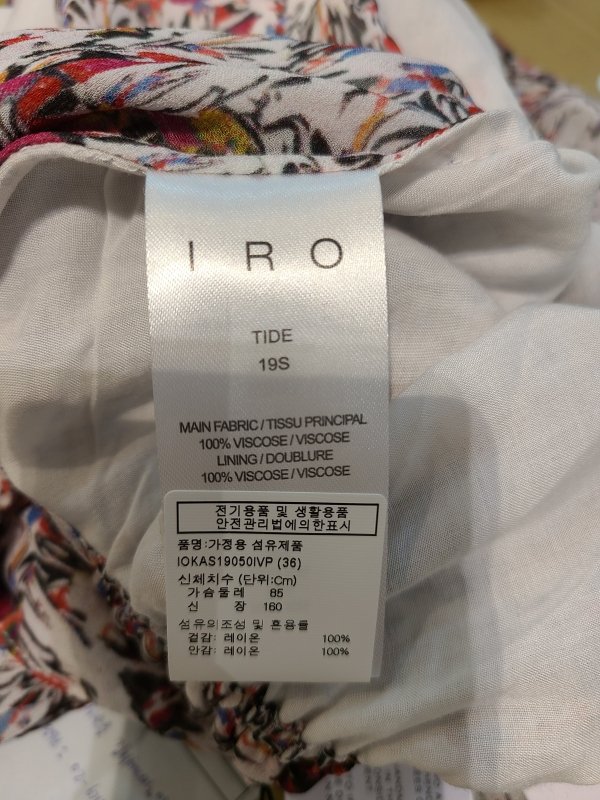 I R O
TIDE
19S
MAIN FABRIC / TISSU PRINCIPAL
100% VISCOSE / VISCOSE
LINING / DOUBLURE
100% VISCOSE / VISCOSE
전기용품 및 생활용품
안전관리법에의한표시
품명:가정용 섬유제품
IOKAS19050IVP (36)
신체치수 (단위:Cm)
가슴둘레 85
신 장 160
섬유의조성 및 혼용률
겉감: 레이온 100%
안감: 레이온 100%